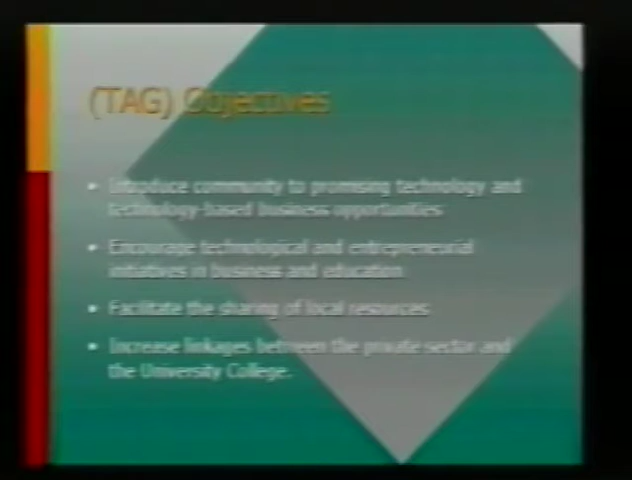 (TAG) Objectives
• Introduce community to promising technology and
technology-based business opportunities
• Encourage technological and entrepreneurial
initiatives in business and education
• Facilitate the sharing of local resources
• Increase linkages between the private sector and
the University College.